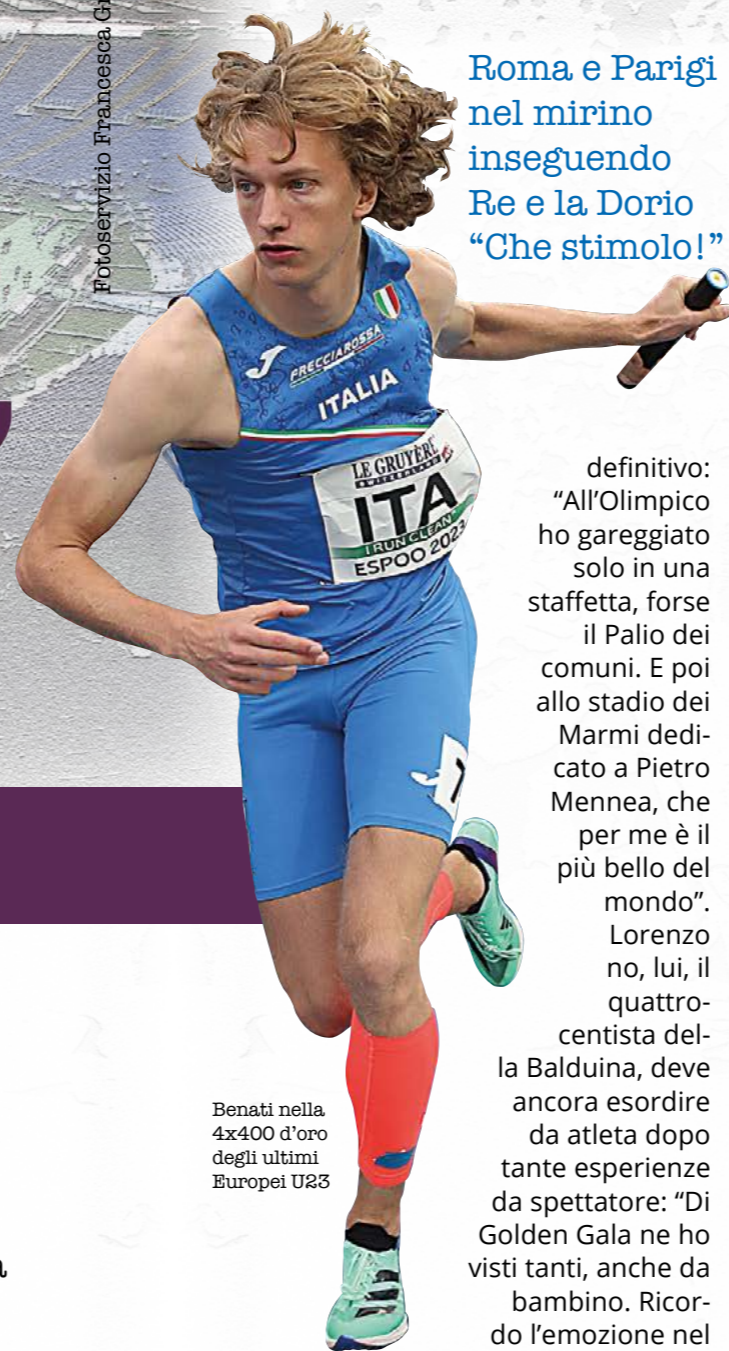 Fotoservizio Francesca
Roma e Parigi
nel mirino
inseguendo
Re e la Dorio
“Che stimolo!”
FRECCIAROSSA
ITALIA
LE GRUYÈRE
SWITZERLAND
ITA
I RUN CLEAN
ESPOO 2023
7
definitivo:
“All’Olimpico
ho gareggiato
solo in una
staffetta, forse
il Palio dei
comuni. E poi
allo stadio dei
Marmi dedi-
cato a Pietro
Mennea, che
per me è il
più bello del
mondo”.
Lorenzo
no, lui, il
quattro-
centista del-
la Balduina, deve
ancora esordire
da atleta dopo
tante esperienze
da spettatore: “Di
Golden Gala ne ho
visti tanti, anche da
bambino. Ricor-
do l’emozione nel
Benati nella
4x400 d’oro
degli ultimi
Europei U23